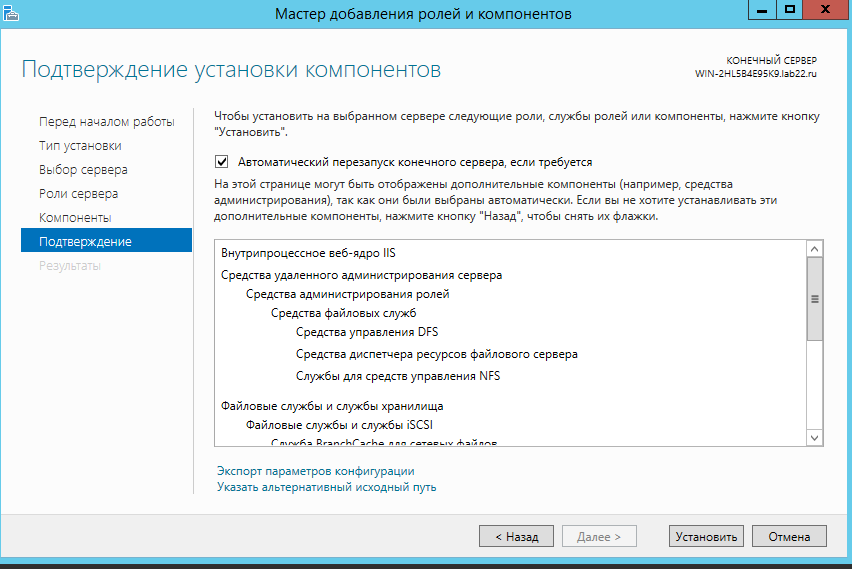 Мастер добавления ролей и компонентов
Подтверждение установки компонентов
КОНЕЧНЫЙ СЕРВЕР
WIN-2HL5B4E95K9.lab22.ru
Перед началом работы
Тип установки
Выбор сервера
Роли сервера
Компоненты
Подтверждение
Результаты
Чтобы установить на выбранном сервере следующие роли, службы ролей или компоненты, нажмите кнопку
"Установить".
Автоматический перезапуск конечного сервера, если требуется
На этой странице могут быть отображены дополнительные компоненты (например, средства
администрирования), так как они были выбраны автоматически. Если вы не хотите устанавливать эти
дополнительные компоненты, нажмите кнопку "Назад", чтобы снять их флажки.
Внутрипроцессное веб-ядро IIS
Средства удаленного администрирования сервера
Средства администрирования ролей
Средства файловых служб
Средства управления DFS
Средства диспетчера ресурсов файлового сервера
Службы для средств управления NFS
Файловые службы и службы хранилища
Файловые службы и службы iSCSI
Служба BranchCache для сетевых файлов
Экспорт параметров конфигурации
Указать альтернативный исходный путь
< Назад
Далее >
Установить
Отмена